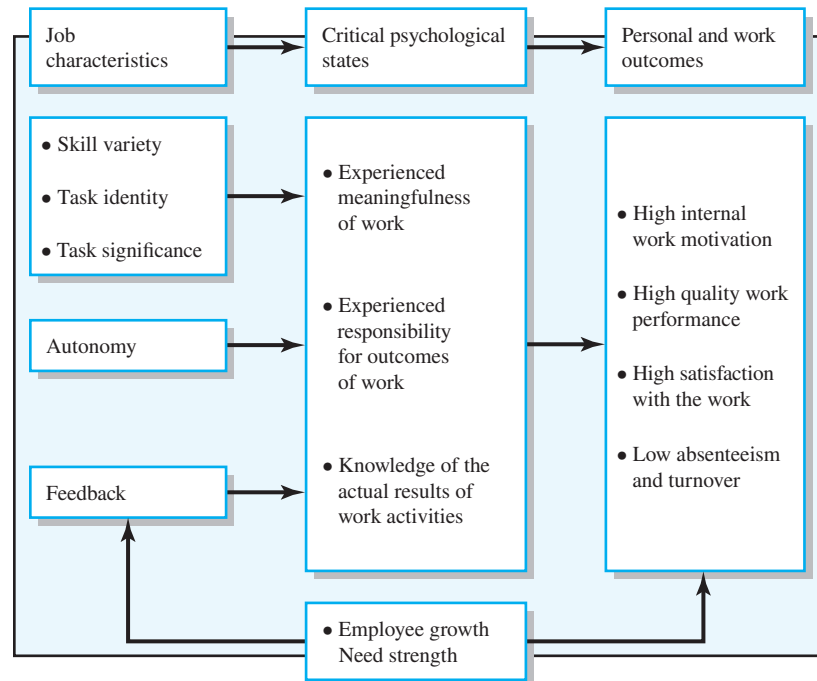 Job
characteristics
Critical psychological
states
Personal and work
outcomes
• Skill variety
• Task identity
• Task significance
Autonomy
Feedback
• Experienced
meaningfulness
of work
• Experienced
responsibility
for outcomes
of work
• Knowledge of the
actual results of
work activities
• High internal
work motivation
• High quality work
performance
• High satisfaction
with the work
• Low absenteeism
and turnover
• Employee growth
Need strength